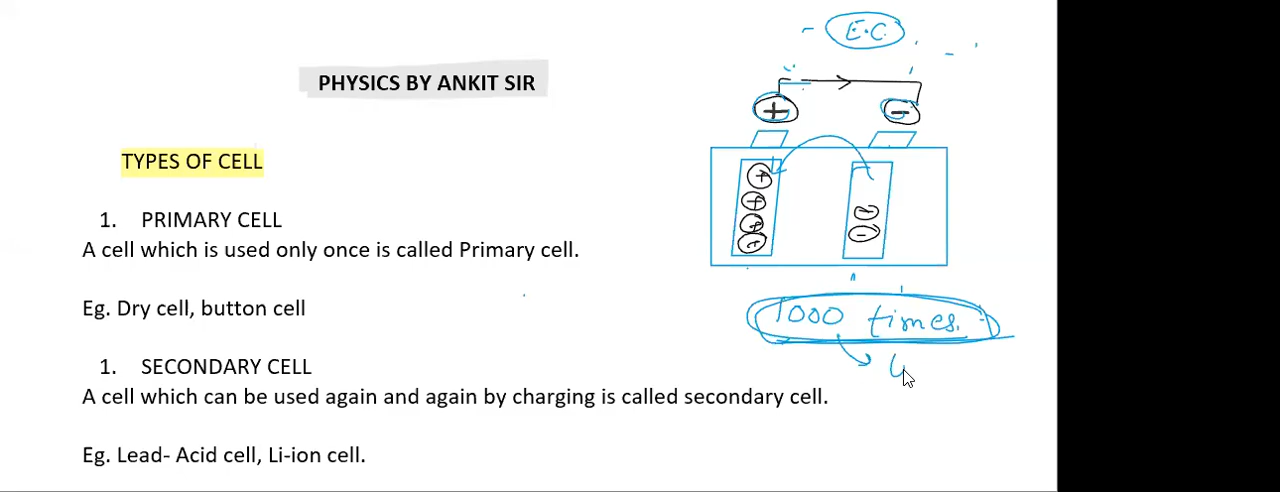 E.C.
PHYSICS BY ANKIT SIR
TYPES OF CELL
1. PRIMARY CELL
A cell which is used only once is called Primary cell.
Eg. Dry cell, button cell
1000 times.
1. SECONDARY CELL
A cell which can be used again and again by charging is called secondary cell.
Eg. Lead- Acid cell, Li-ion cell.